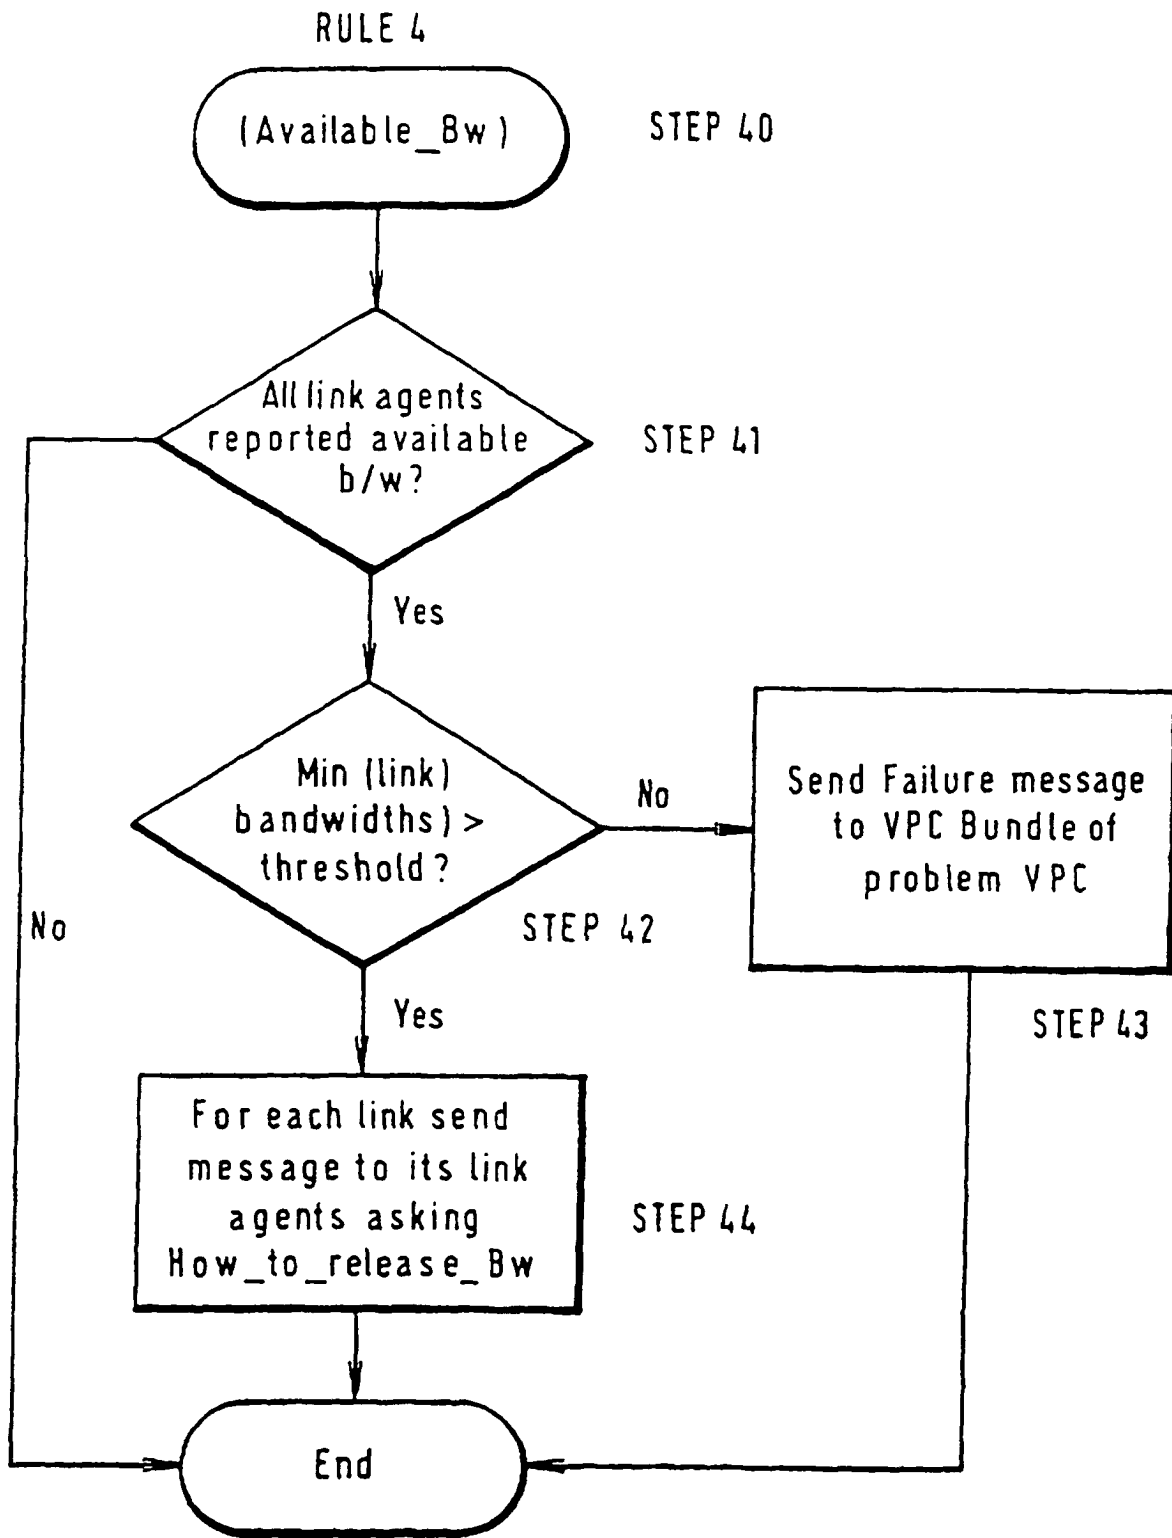 RULE 4
(Available_Bw)
STEP 40
All link agents
reported available
b/w?
STEP 41
Yes
Min (link)
bandwidths) >
threshold?
No
Send Failure message
to VPC Bundle of
problem VPC
No
STEP 42
Yes
STEP 43
For each link send
message to its link
agents asking
How_to_release_Bw
STEP 44
End